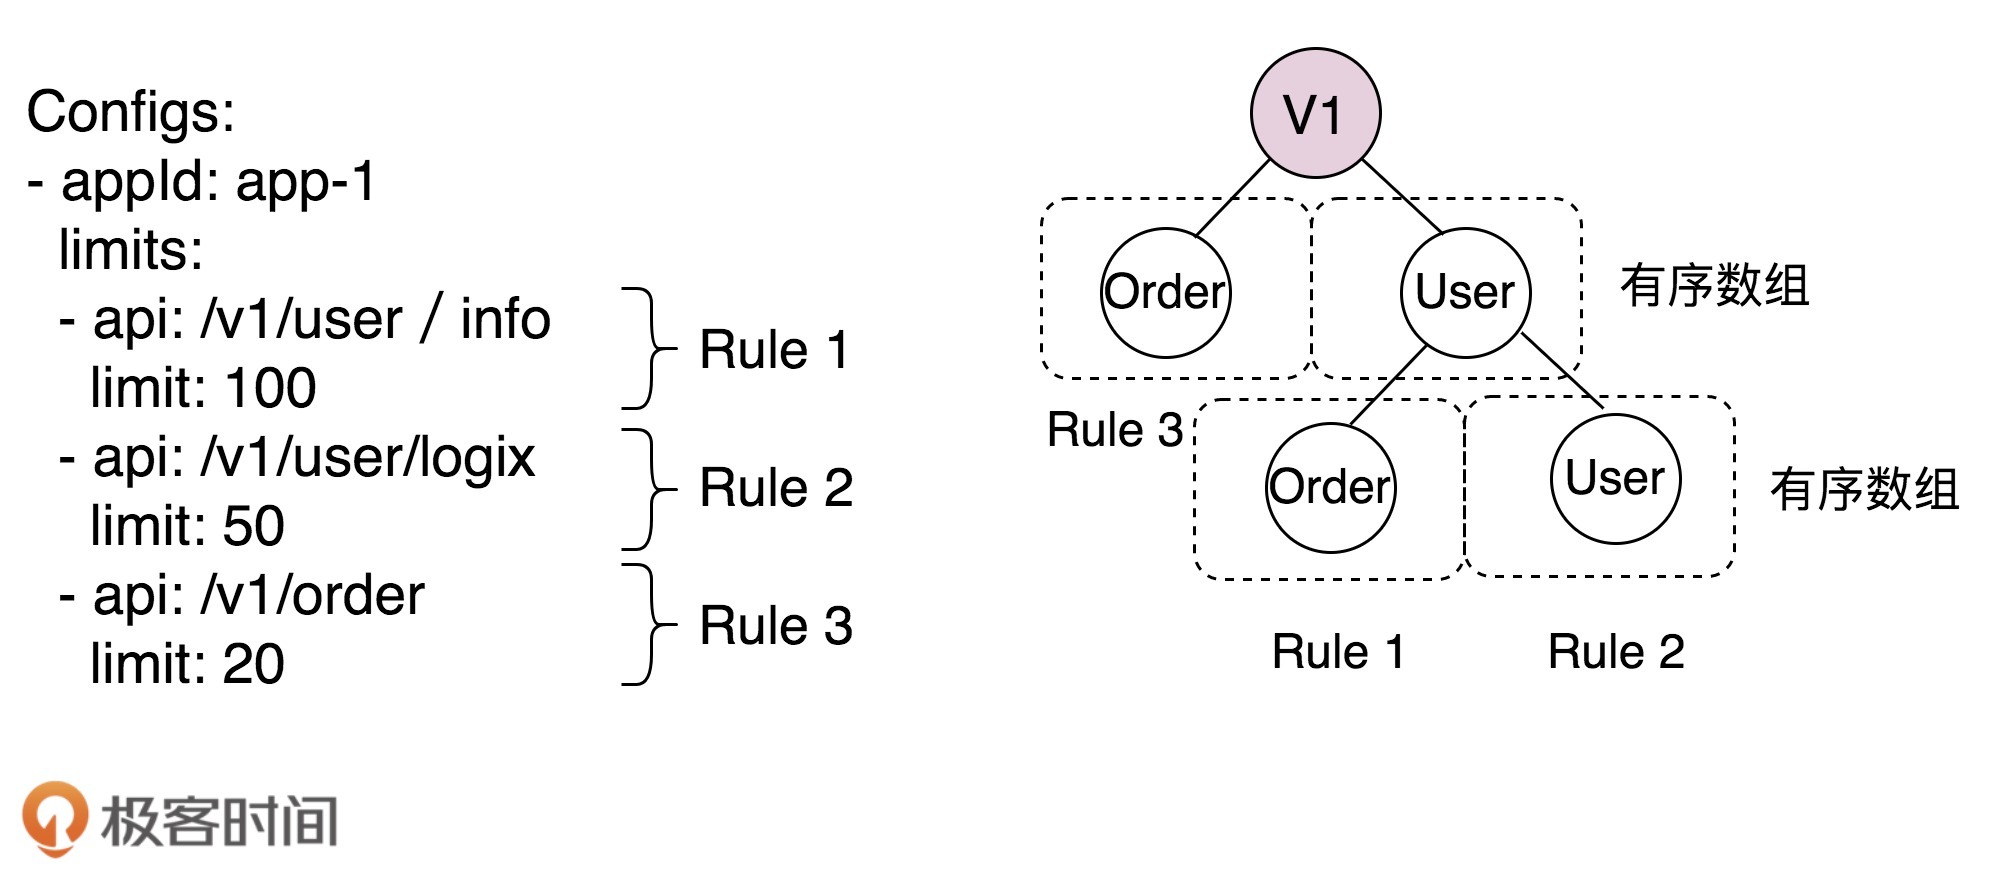 Configs:
- appId: app-1
limits:
- api: /v1/user / info
limit: 100
- api: /v1/user/logix
limit: 50
- api: /v1/order
limit: 20
Rule 1
Rule 2
Rule 3
V1
Order
User
有序数组
Rule 3
Order
User
有序数组
Rule 1
Rule 2
极客时间